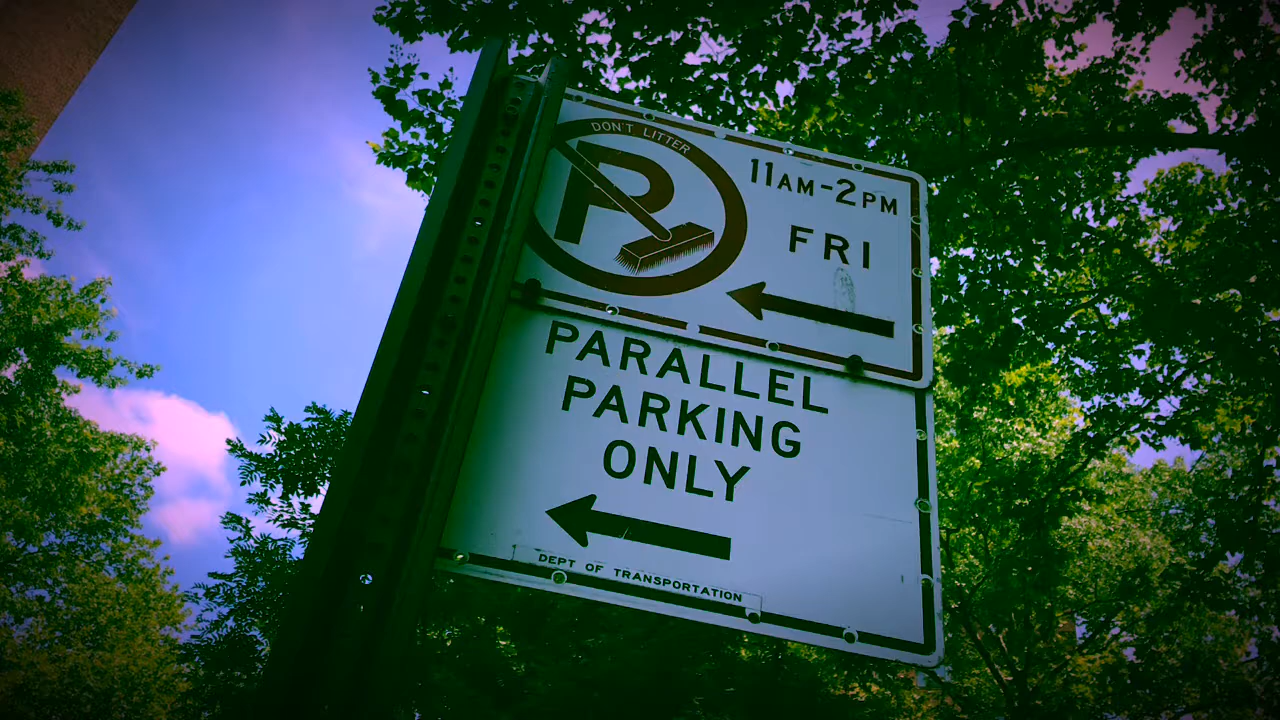 DON'T LITTER
P
11AM-2PM
FRI
PARALLEL
PARKING
ONLY
DEPT OF TRANSPORTATION